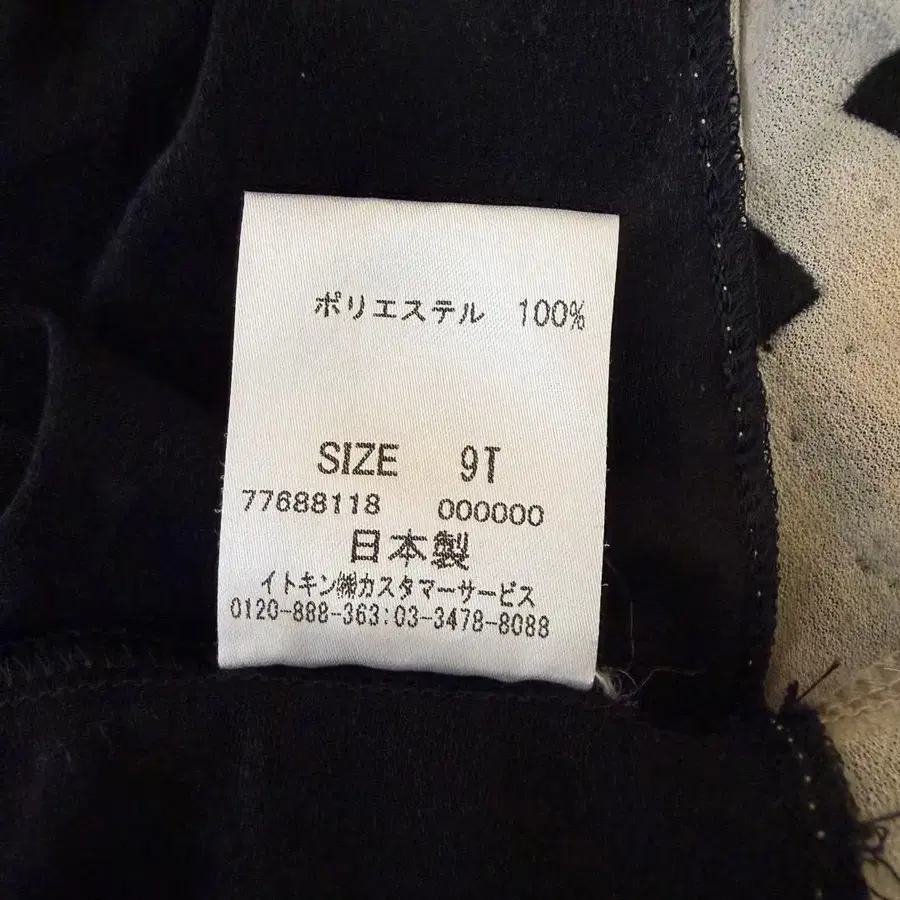 ポリエステル 100%
SIZE 9T
77688118 000000
日本製
イトキン㈱カスタマーサービス
0120-888-363:03-3478-8088